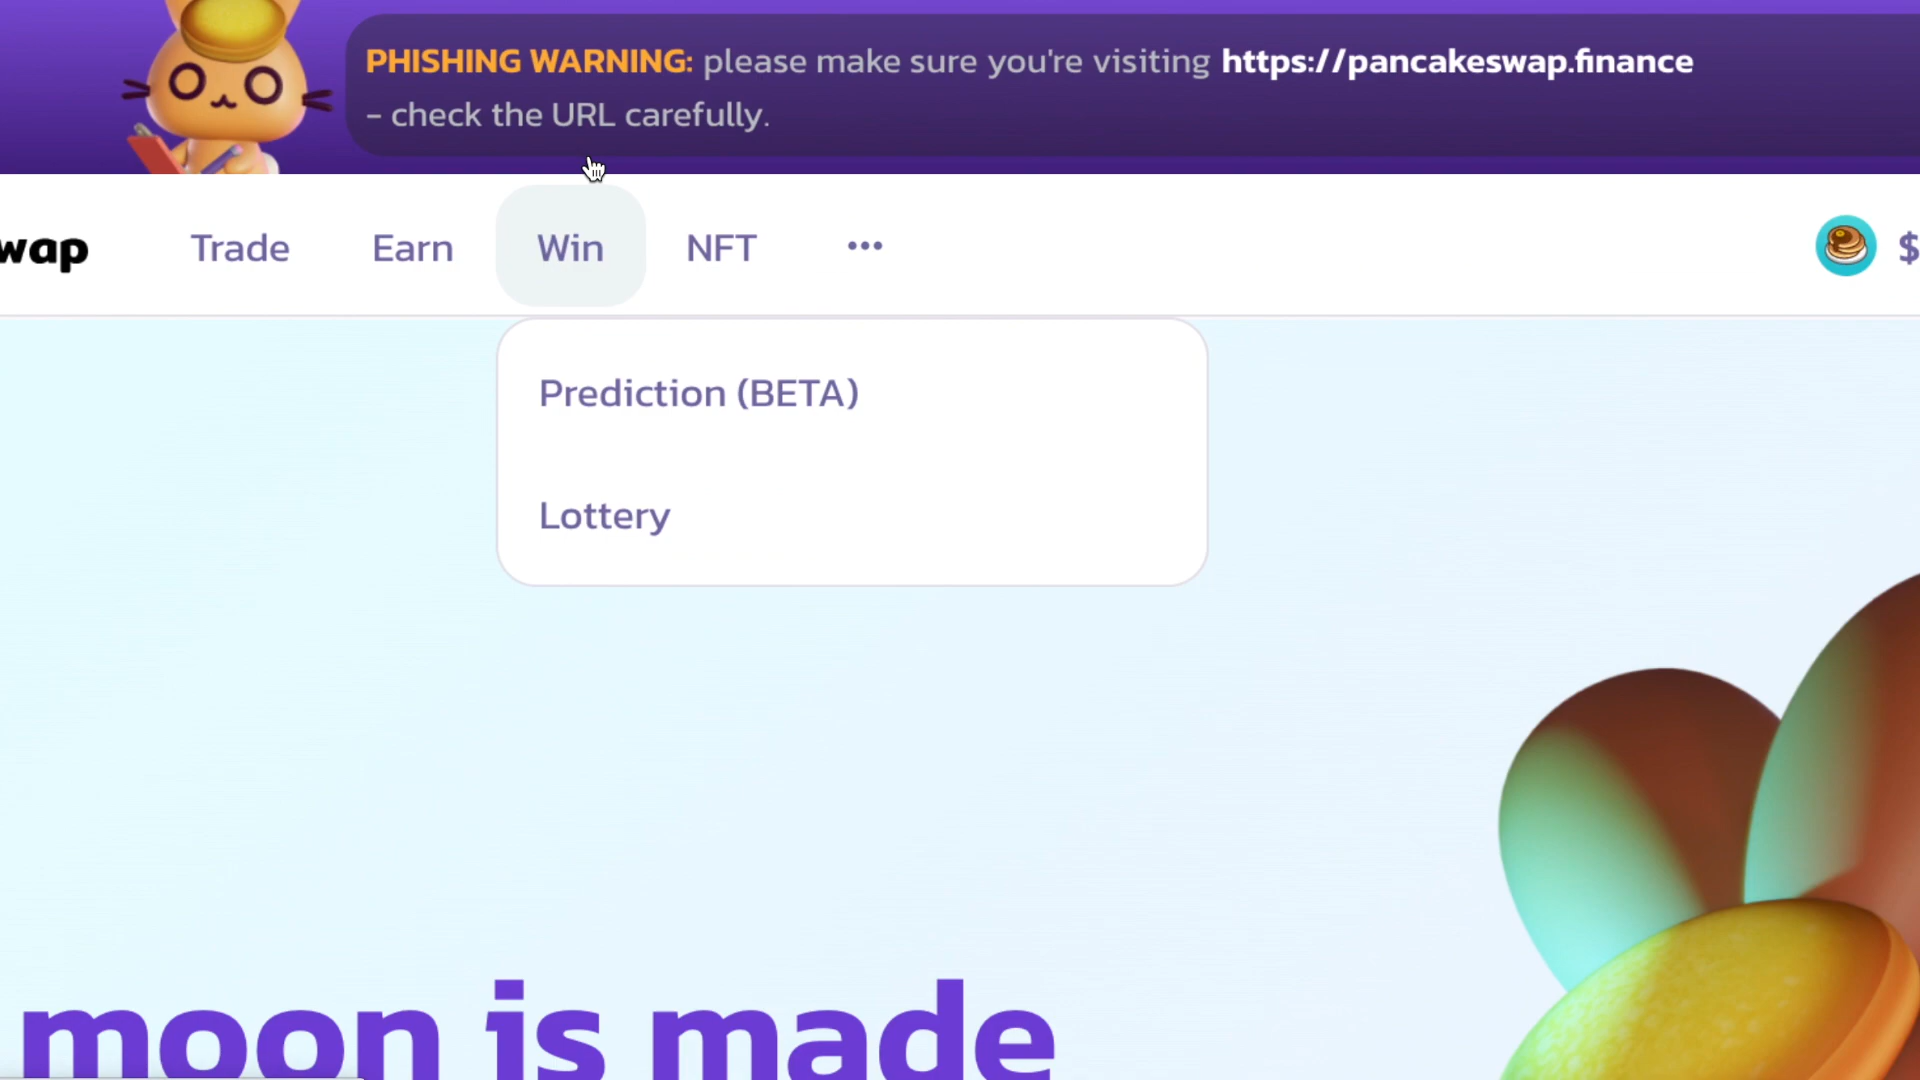 PHISHING WARNING: please make sure you're visiting https://pancakeswap.finance
– check the URL carefully.
wap Trade Earn Win NFT ••• $
Prediction (BETA)
Lottery
moon is made